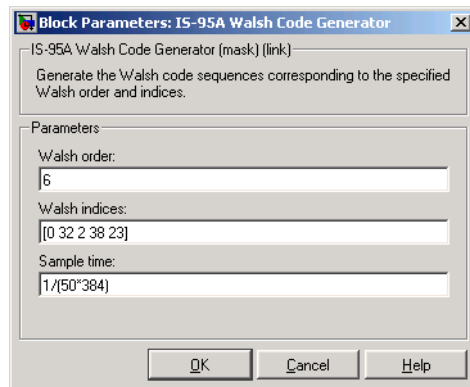 Block Parameters: IS-95A Walsh Code Generator
IS-95A Walsh Code Generator (mask) (link)
Generate the Walsh code sequences corresponding to the specified
Walsh order and indices.
Parameters
Walsh order:
6
Walsh indices:
[0 32 2 38 23]
Sample time:
1/(50*384)
OK Cancel Help